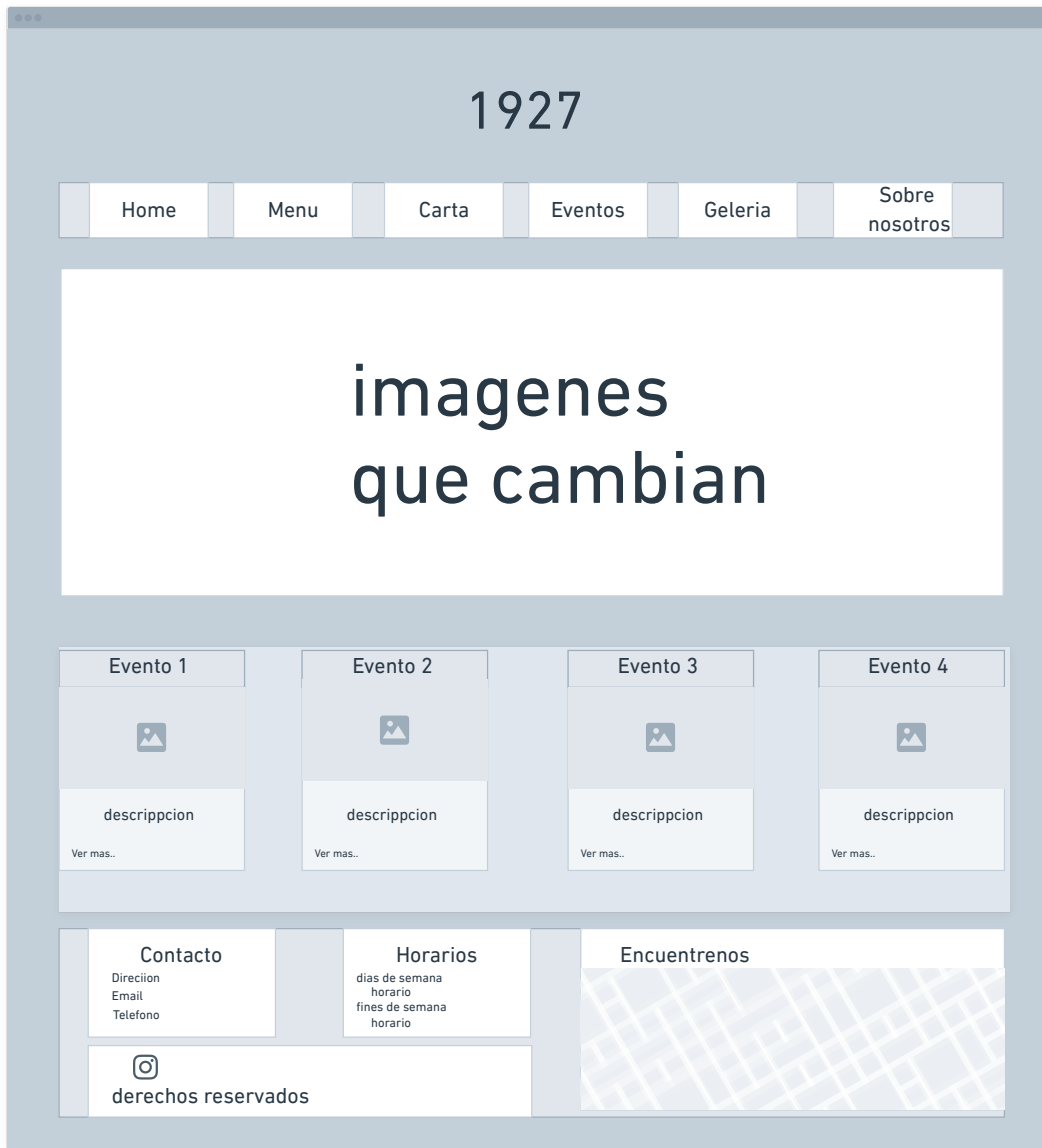 1927
Home
Menu
Carta
Eventos
Geleria
Sobre
nosotros
imagenes
que cambian
Evento 1
Evento 2
Evento 3
Evento 4
descrippcion
descrippcion
descrippcion
descrippcion
Ver mas..
Ver mas..
Ver mas..
Ver mas..
Contacto
Direciion
Email
Telefono
Horarios
dias de semana
horario
fines de semana
horario
Encuentrenos
derechos reservados